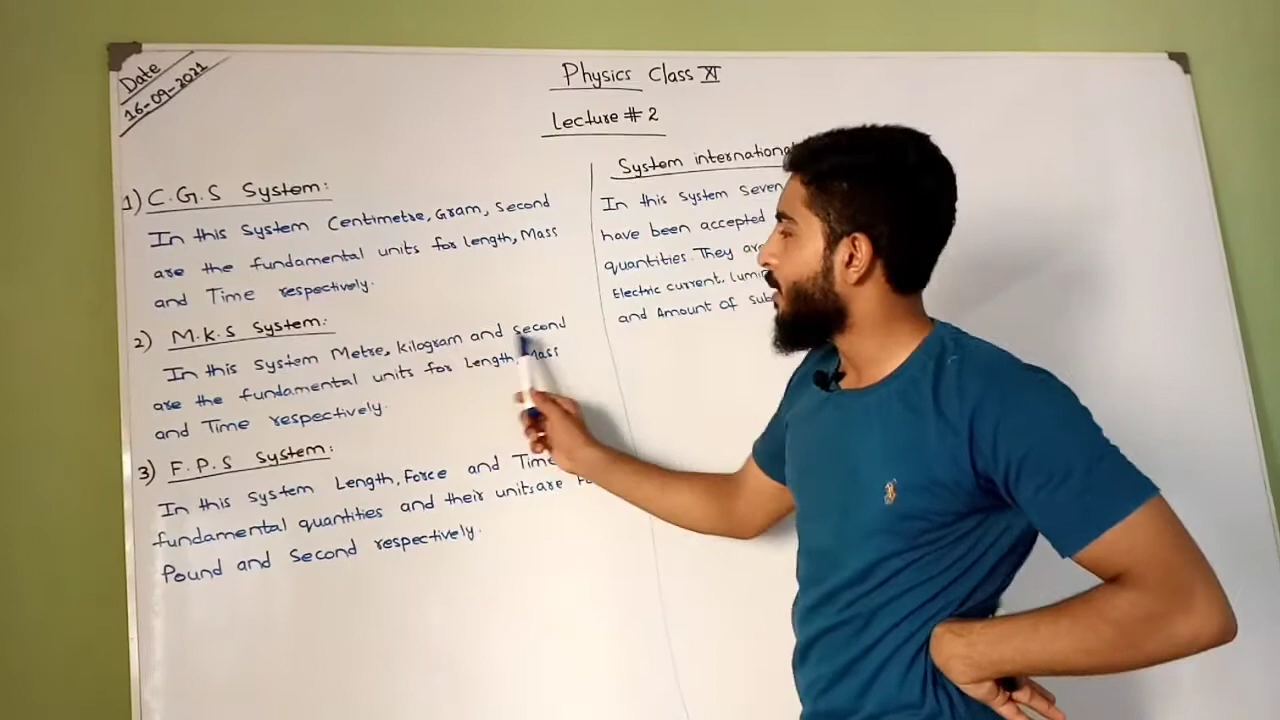 Date
16-09-2021
Physics Class XI
Lecture # 2
1) C.G.S System:
In this System Centimetre, Gram, Second
are the fundamental units for length, Mass
and Time respectively.
2) M.K.S System:
In this System Metre, kilogram and Second
are the fundamental units for Length, Mass
and Time respectively.
3) F.P.S System:
In this System Length, Force and Time
fundamental quantities and their units are
Pound and Second respectively.
System international
In this System Seven
have been accepted
quantities. They are
Electric current,
and Amount of